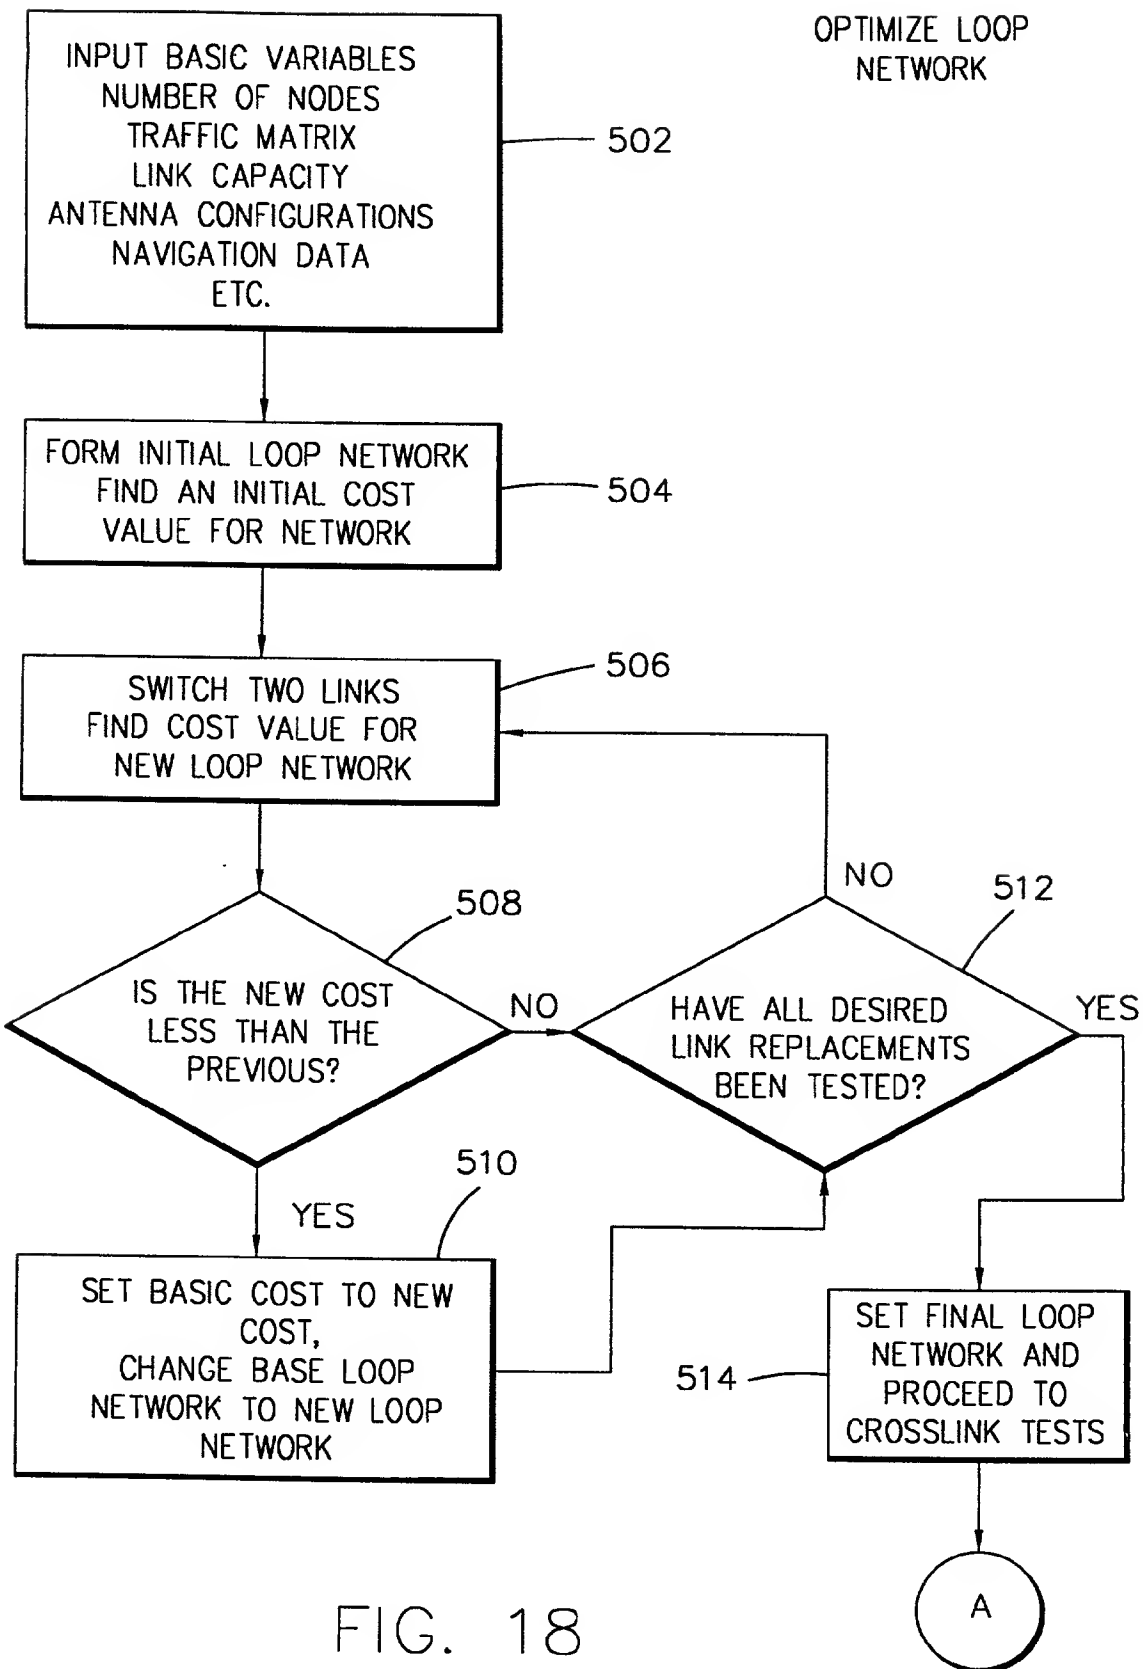 OPTIMIZE LOOP
NETWORK
INPUT BASIC VARIABLES
NUMBER OF NODES
TRAFFIC MATRIX
LINK CAPACITY
ANTENNA CONFIGURATIONS
NAVIGATION DATA
ETC.
502
FORM INITIAL LOOP NETWORK
FIND AN INITIAL COST
VALUE FOR NETWORK
504
SWITCH TWO LINKS
FIND COST VALUE FOR
NEW LOOP NETWORK
506
IS THE NEW COST
LESS THAN THE
PREVIOUS?
508
NO
YES
HAVE ALL DESIRED
LINK REPLACEMENTS
BEEN TESTED?
512
NO
YES
SET BASIC COST TO NEW
COST,
CHANGE BASE LOOP
NETWORK TO NEW LOOP
NETWORK
510
SET FINAL LOOP
NETWORK AND
PROCEED TO
CROSSLINK TESTS
514
A
FIG. 18